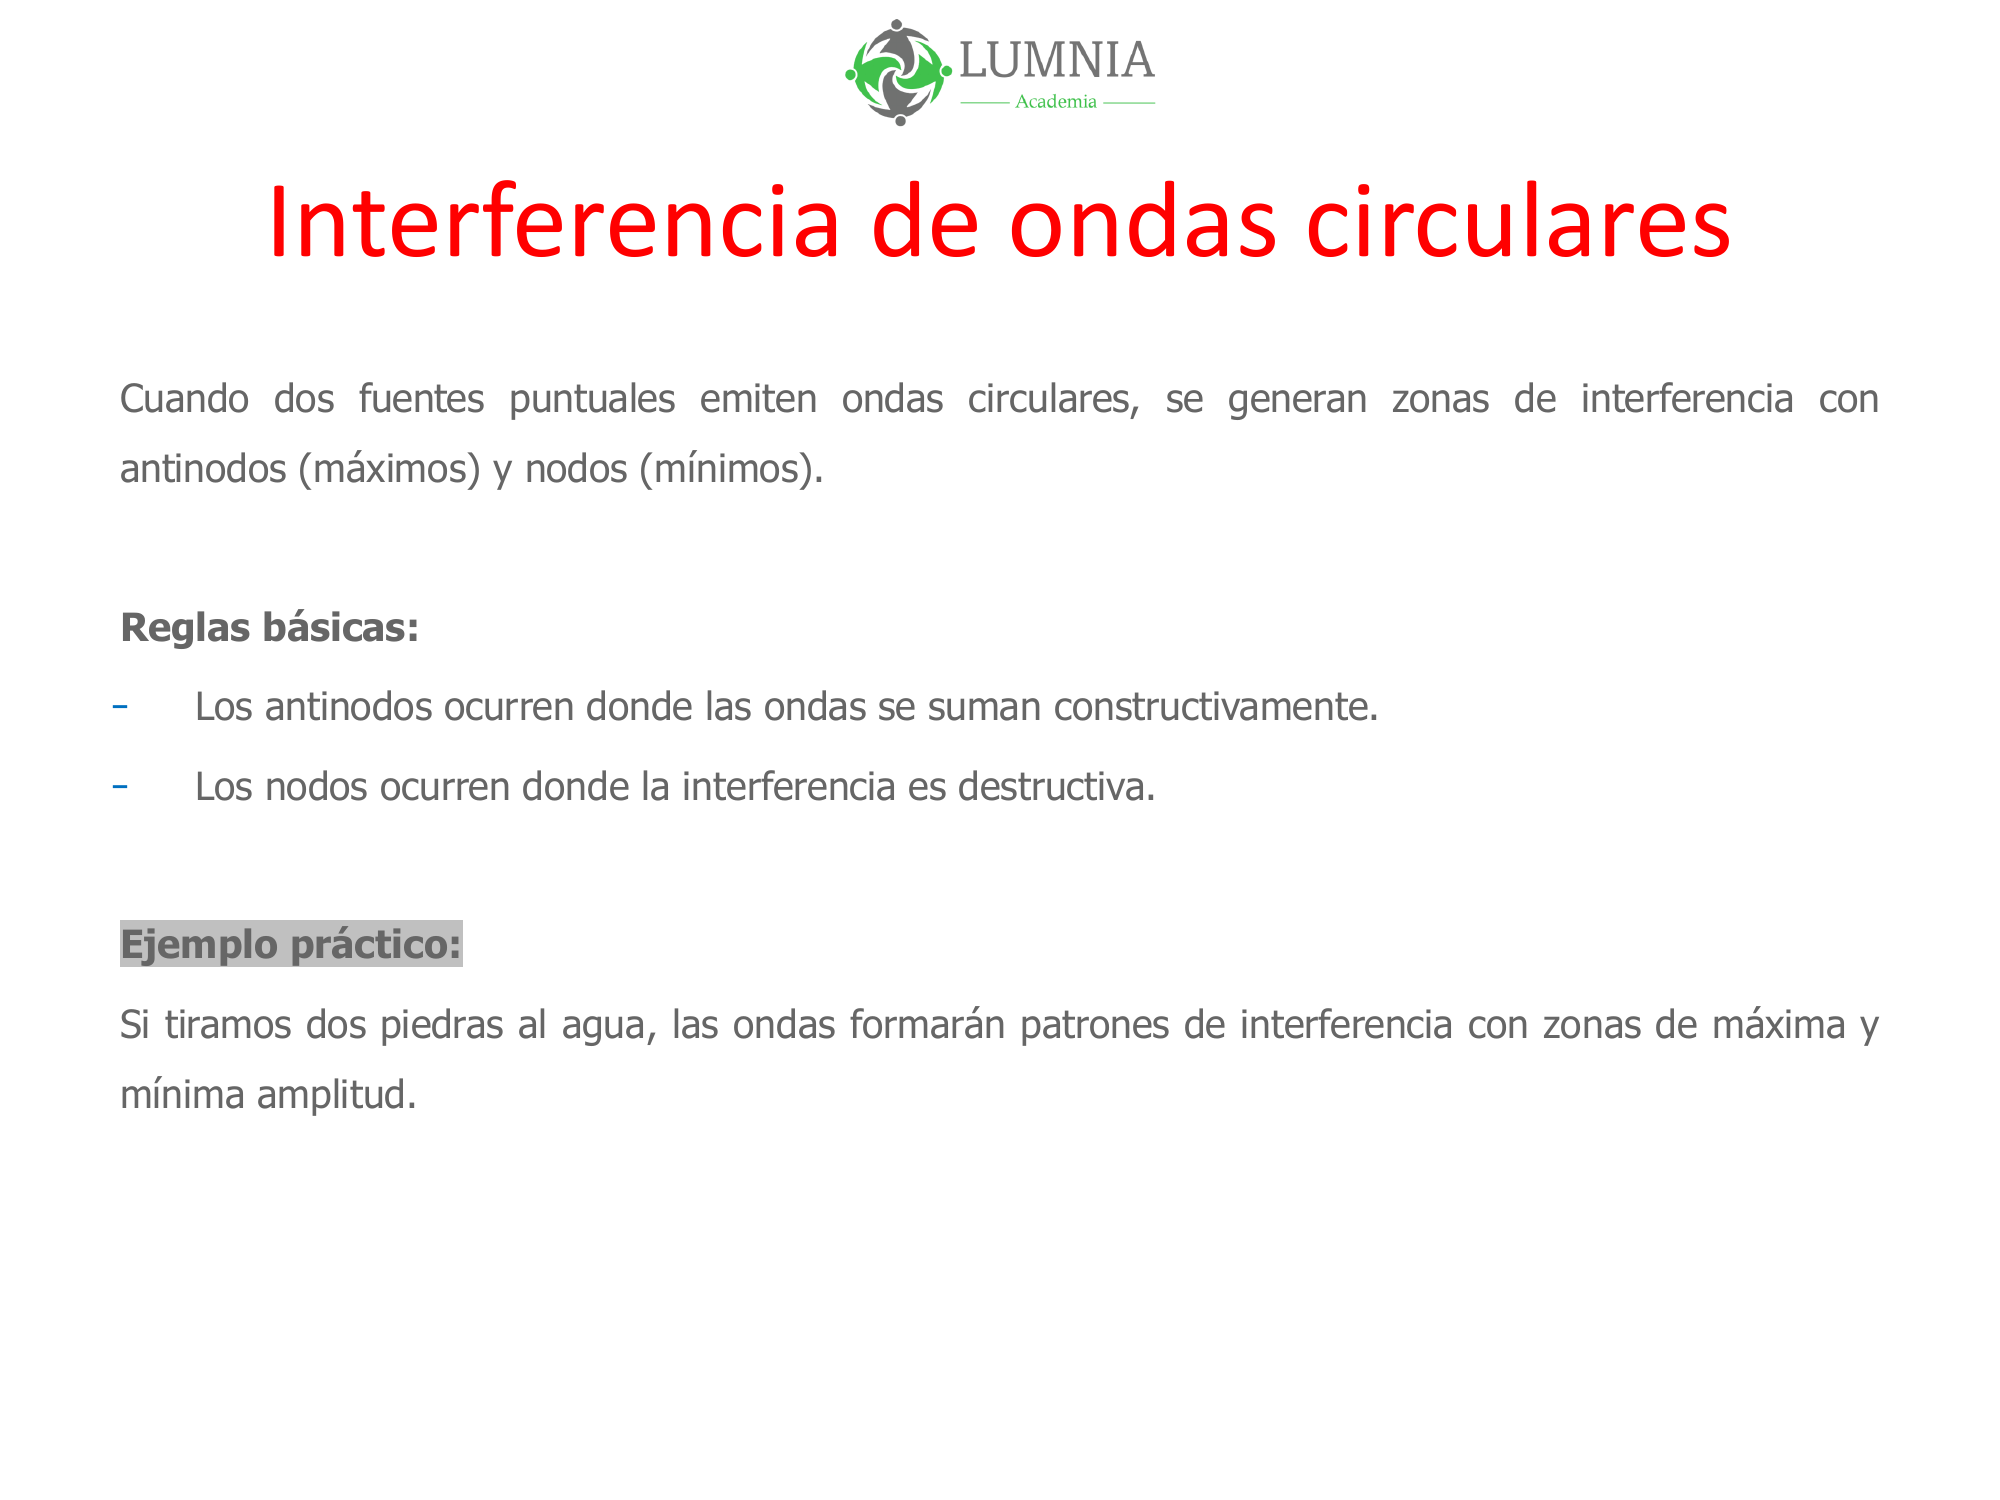 LUMNIA
Academia
Interferencia de ondas circulares
Cuando dos fuentes puntuales emiten ondas circulares, se generan zonas de interferencia con
antinodos (máximos) y nodos (mínimos).
Reglas básicas:
- Los antinodos ocurren donde las ondas se suman constructivamente.
- Los nodos ocurren donde la interferencia es destructiva.
Ejemplo práctico:
Si tiramos dos piedras al agua, las ondas formarán patrones de interferencia con zonas de máxima y
mínima amplitud.